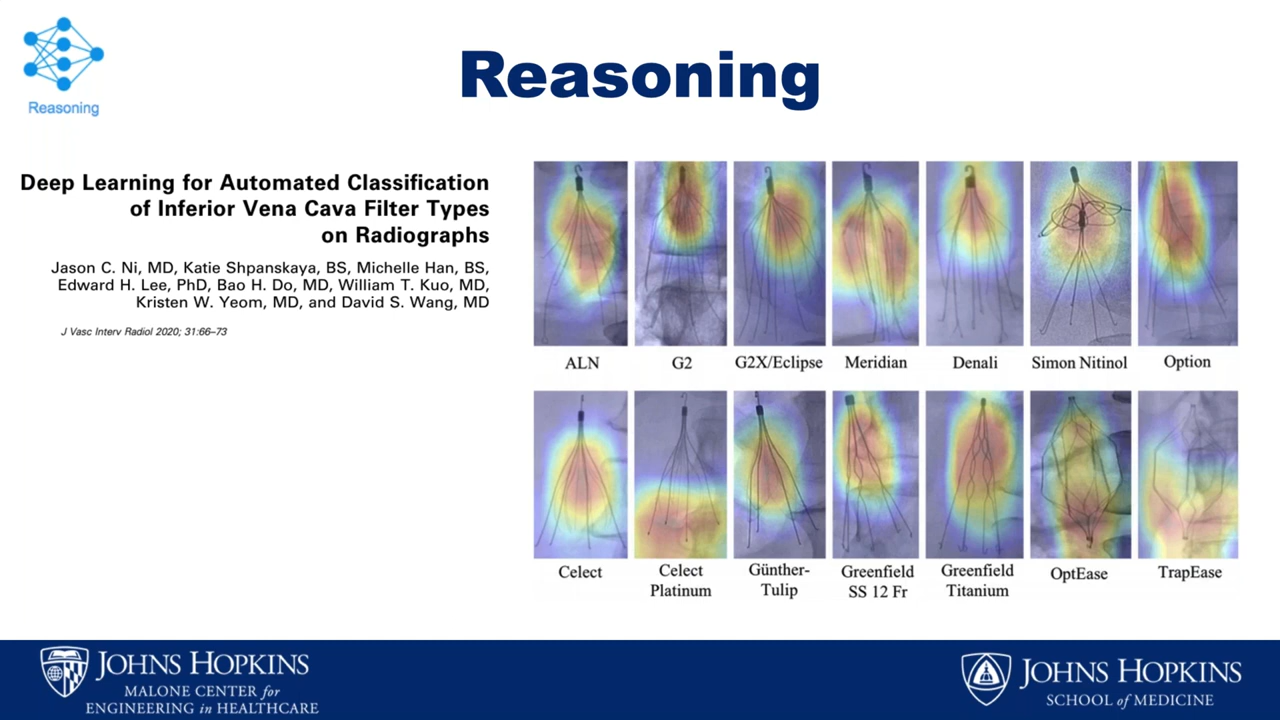 Reasoning
Reasoning
Deep Learning for Automated Classification
of Inferior Vena Cava Filter Types
on Radiographs
Jason C. Ni, MD, Katie Shpanskaya, BS, Michelle Han, BS,
Edward H. Lee, PhD, Bao H. Do, MD, William T. Kuo, MD,
Kristen W. Yeom, MD, and David S. Wang, MD
J Vasc Interv Radiol 2020; 31:66–73
ALN
G2
G2X/Eclipse
Meridian
Denali
Simon Nitinol
Option
Celect
Celect
Platinum
Günther-
Tulip
Greenfield
SS 12 Fr
Greenfield
Titanium
OptEase
TrapEase
JOHNS HOPKINS
MALONE CENTER for
ENGINEERING in HEALTHCARE
JOHNS HOPKINS
SCHOOL of MEDICINE